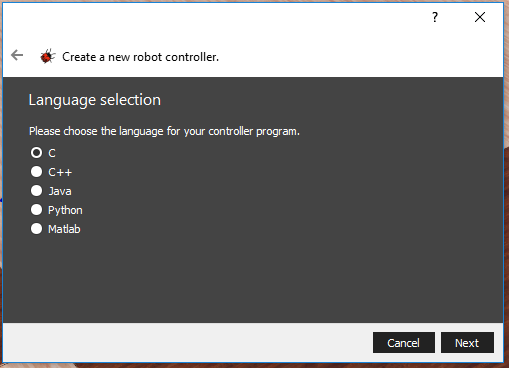 ?
Create a new robot controller.
Language selection
Please choose the language for your controller program.
C
C++
Java
Python
Matlab
Cancel Next